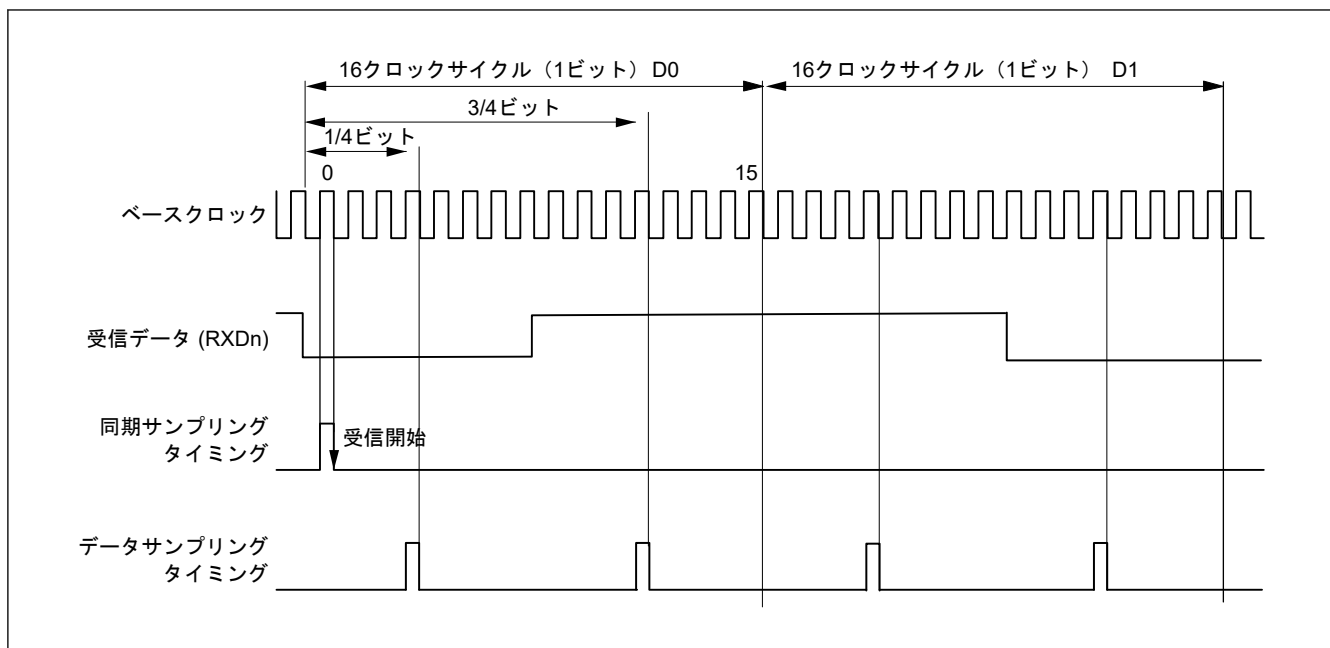 16クロックサイクル（1ビット）D0
16クロックサイクル（1ビット） D1
3/4ビット
1/4ビット
0
15
ベースクロック
受信データ (RXDn)
同期サンプリング
タイミング
受信開始
データサンプリング
タイミング